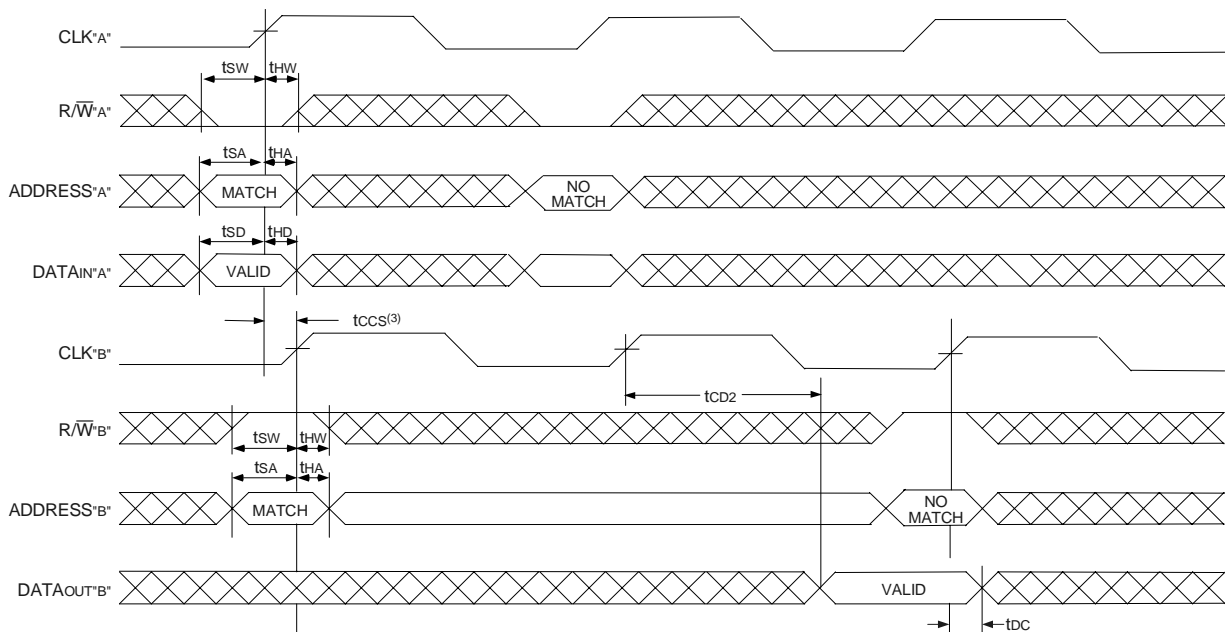 CLK"A"
tSW tHW
R/W̅"A"
tSA tHA
ADDRESS"A" MATCH NO MATCH
tSD tHD
DATAIN"A" VALID
tCCS(3)
CLK"B"
tCD2
R/W̅"B"
tSW tHW
tSA tHA
ADDRESS"B" MATCH NO MATCH
DATAOUT"B" VALID
tDC